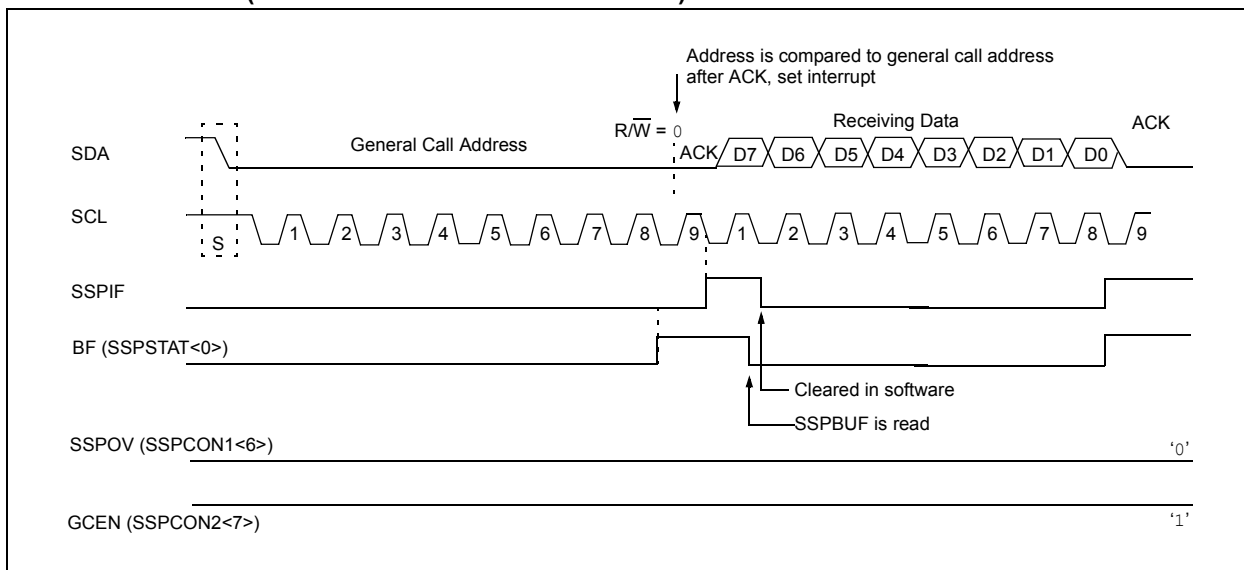 Address is compared to general call address
after ACK, set interrupt
R/W = 0
Receiving Data
ACK
SDA
General Call Address
ACK
D7 D6 D5 D4 D3 D2 D1 D0
SCL
S
1 2 3 4 5 6 7 8 9 1 2 3 4 5 6 7 8 9
SSPIF
BF (SSPSTAT<0>)
Cleared in software
SSPBUF is read
SSPOV (SSPCON1<6>)
‘0’
GCEN (SSPCON2<7>)
‘1’